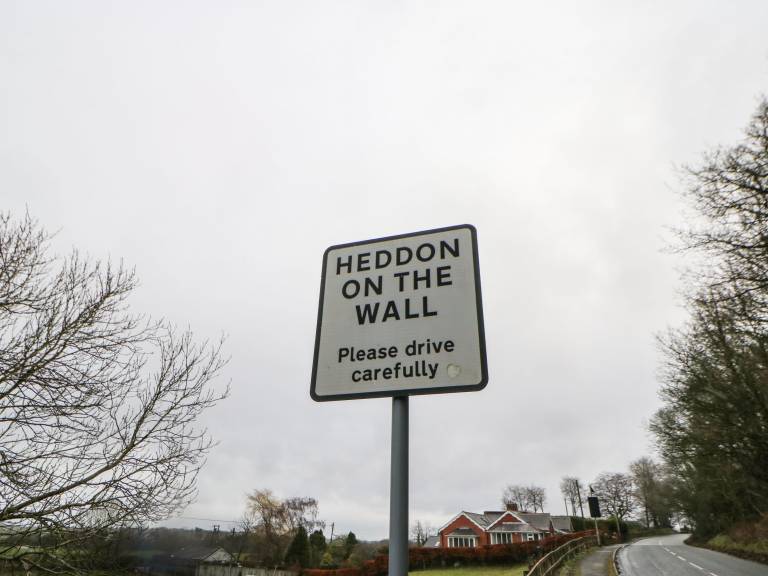 HEDDON
ON THE
WALL
Please drive
carefully